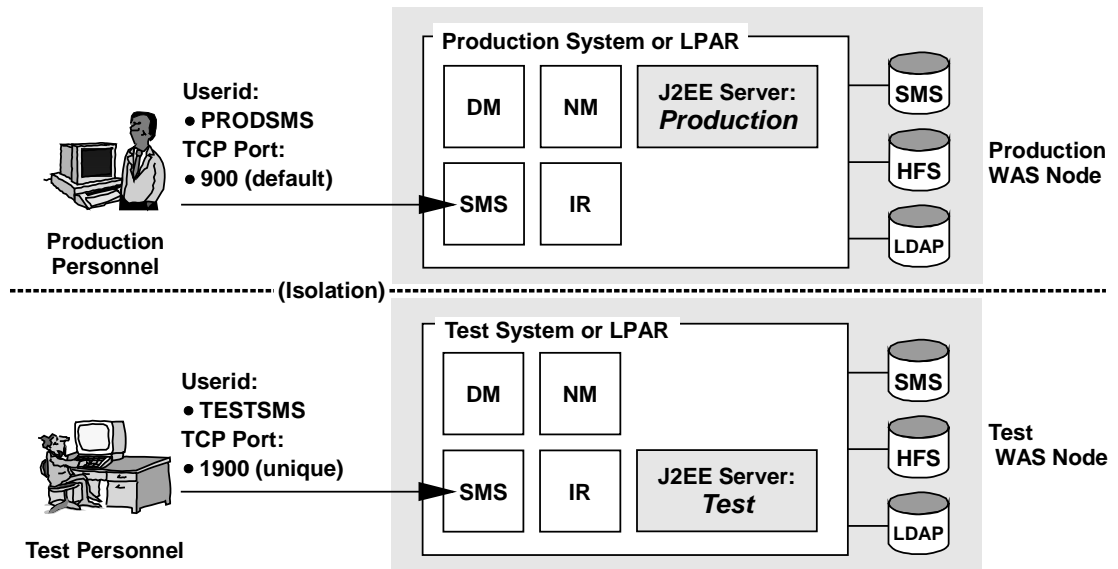 Production System or LPAR
Userid:
● PRODSMS
TCP Port:
● 900 (default)
DM
NM
J2EE Server:
Production
SMS
IR
SMS
HFS
LDAP
Production
WAS Node
Production
Personnel
(Isolation)
Test System or LPAR
Userid:
● TESTSMS
TCP Port:
● 1900 (unique)
DM
NM
SMS
IR
J2EE Server:
Test
SMS
HFS
LDAP
Test
WAS Node
Test Personnel